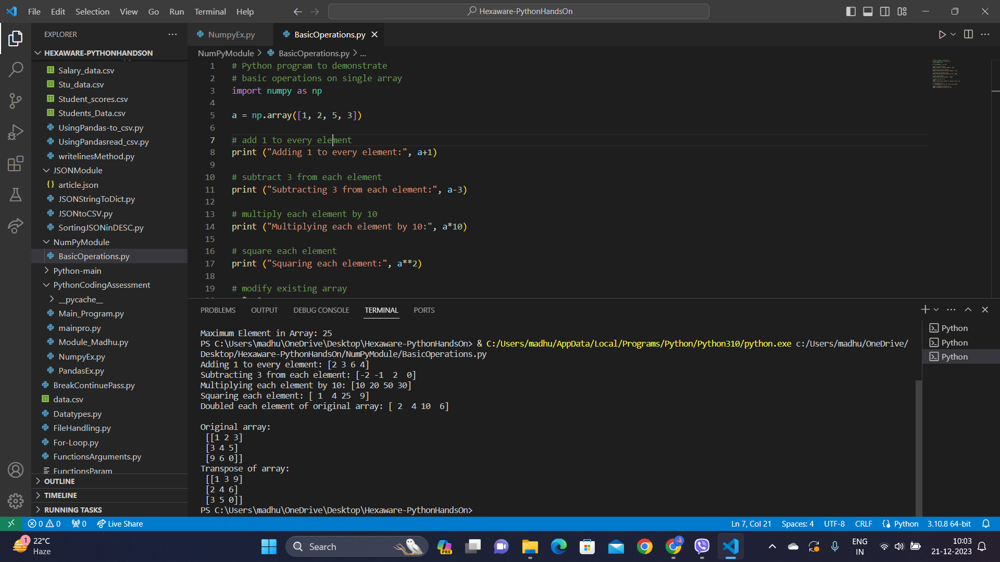 File Edit Selection View Go Run Terminal Help
Hexaware-PythonHandsOn
EXPLORER
HEXAWARE-PYTHONHANDSON
Salary_data.csv
Stu_data.csv
Student_scores.csv
Students_Data.csv
UsingPandas-to_csv.py
UsingPandasread_csv.py
writelinesMethod.py
JSONModule
article.json
JSONStringToDict.py
JSONtoCSV.py
SortingJSONinDESC.py
NumPyModule
BasicOperations.py
Python-main
PythonCodingAssessment
__pycache__
Main_Program.py
mainpro.py
Module_Madhu.py
NumpyEx.py
PandasEx.py
BreakContinuePass.py
data.csv
Datatypes.py
FileHandling.py
For-Loop.py
FunctionsArguments.py
FunctionsParam
OUTLINE
TIMELINE
RUNNING TASKS
NumpyEx.py
BasicOperations.py
NumPyModule > BasicOperations.py > ...
1 # Python program to demonstrate
2 # basic operations on single array
3 import numpy as np
4
5 a = np.array([1, 2, 5, 3])
6
7 # add 1 to every element
8 print ("Adding 1 to every element:", a+1)
9
10 # subtract 3 from each element
11 print ("Subtracting 3 from each element:", a-3)
12
13 # multiply each element by 10
14 print ("Multiplying each element by 10:", a*10)
15
16 # square each element
17 print ("Squaring each element:", a**2)
18
19 # modify existing array
PROBLEMS OUTPUT DEBUG CONSOLE TERMINAL PORTS
Maximum Element in Array: 25
PS C:\Users\madhu\OneDrive\Desktop\Hexaware-PythonHandsOn> & C:/Users/madhu/AppData/Local/Programs/Python/Python310/python.exe c:/Users/madhu/OneDrive/
Desktop/Hexaware-PythonHandsOn/NumPyModule/BasicOperations.py
Adding 1 to every element: [2 3 6 4]
Subtracting 3 from each element: [-2 -1  2  0]
Multiplying each element by 10: [10 20 50 30]
Squaring each element: [ 1  4 25  9]
Doubled each element of original array: [ 2  4 10  6]
Original array:
[[1 2 3]
[3 4 5]
[9 6 0]]
Transpose of array:
[[1 3 9]
[2 4 6]
[3 5 0]]
PS C:\Users\madhu\OneDrive\Desktop\Hexaware-PythonHandsOn>
Python
Python
Python
0 0 0 Live Share
Ln 7, Col 21 Spaces: 4 UTF-8 CRLF Python 3.10.8 64-bit
1
22°C
Haze
Search
PRE
ENG
IN
10:03
21-12-2023